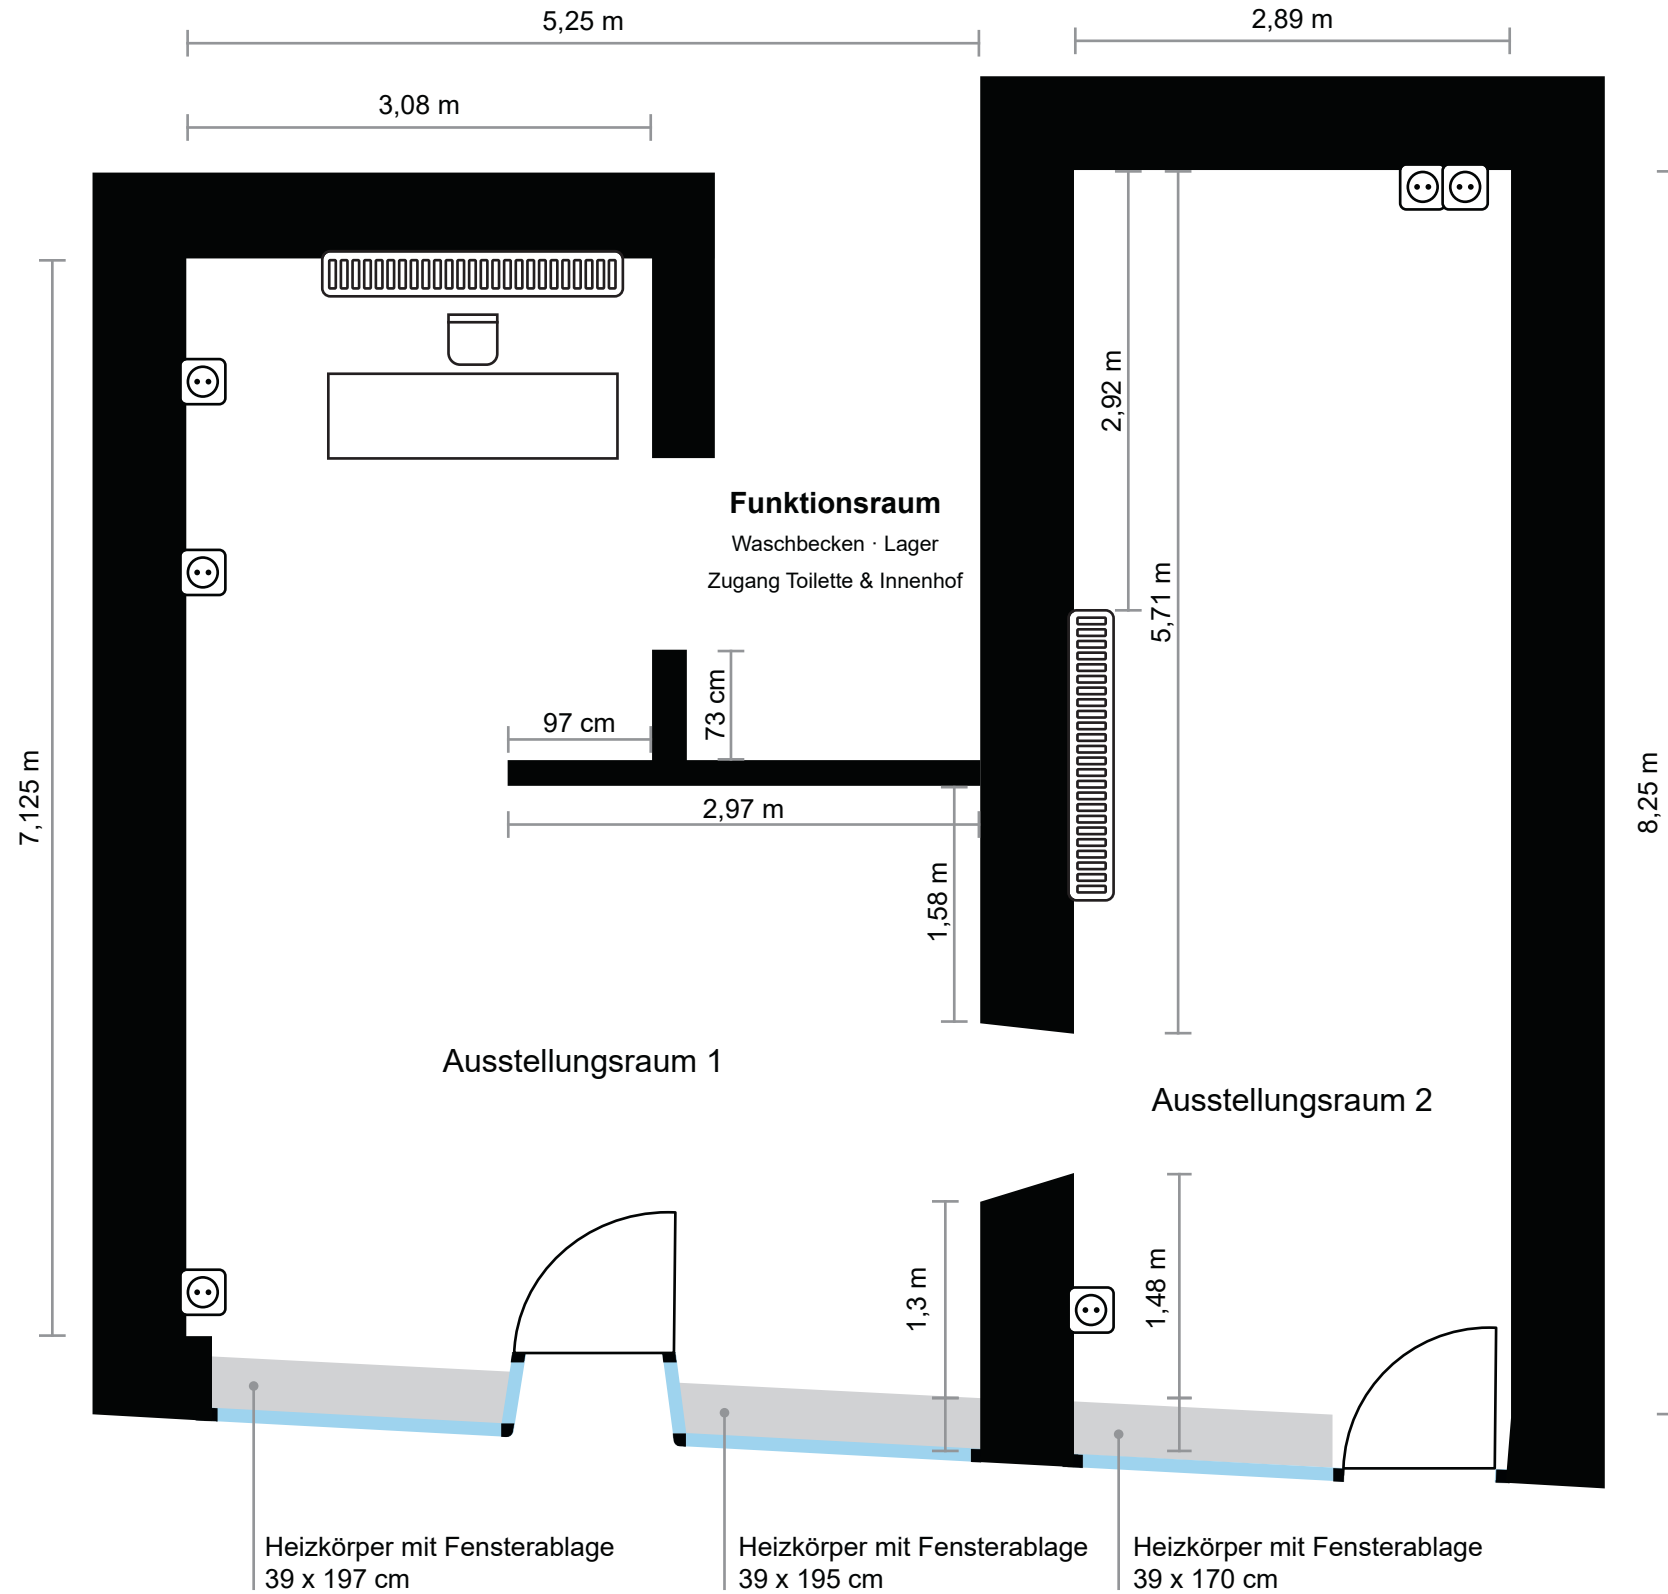 5,25 m
2,89 m
3,08 m
2,92 m
Funktionsraum
Waschbecken · Lager
Zugang Toilette & Innenhof
5,71 m
97 cm
73 cm
7,125 m
2,97 m
8,25 m
1,58 m
Ausstellungsraum 1
Ausstellungsraum 2
1,3 m
1,48 m
Heizkörper mit Fensterablage
39 x 197 cm
Heizkörper mit Fensterablage
39 x 195 cm
Heizkörper mit Fensterablage
39 x 170 cm